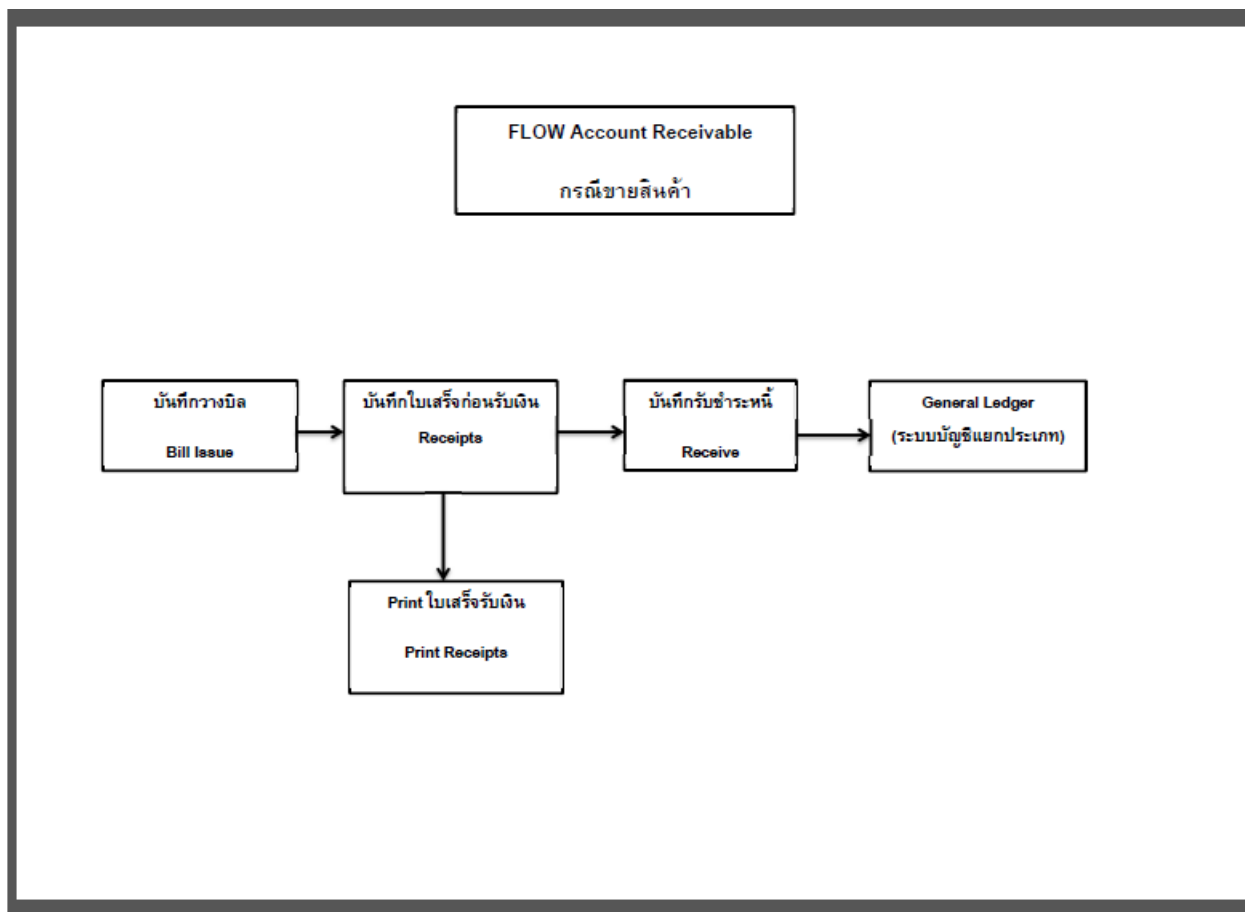 FLOW Account Receivable
กรณีขายสินค้า
บันทึกวางบิล
Bill Issue
บันทึกใบเสร็จก่อนรับเงิน
Receipts
บันทึกรับชำระหนี้
Receive
General Ledger
(ระบบบัญชีแยกประเภท)
Print ใบเสร็จรับเงิน
Print Receipts